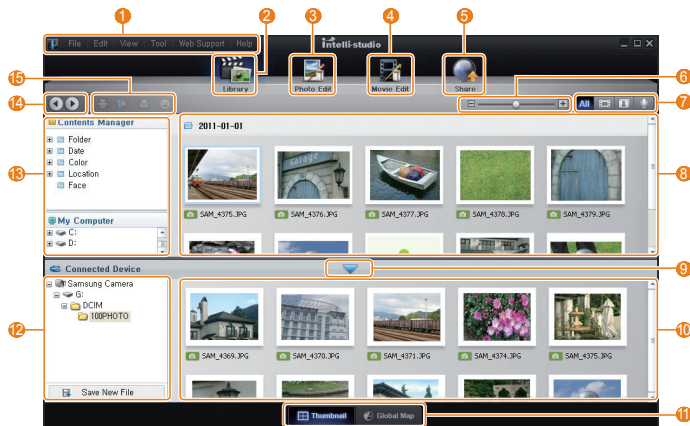 1
2
3
4
5
File Edit View Tool Web Support Help
Intelli-studio
Library
Photo Edit
Movie Edit
Share
15
6
14
All
7
Contents Manager
2011-01-01
Folder
Date
Color
Location
Face
13
8
SAM_4375.JPG
SAM_4376.JPG
SAM_4377.JPG
SAM_4378.JPG
SAM_4379.JPG
My Computer
C:
D:
Connected Device
9
Samsung Camera
G:
DCIM
100PHOTO
12
10
SAM_4369.JPG
SAM_4370.JPG
SAM_4371.JPG
SAM_4374.JPG
SAM_4375.JPG
Save New File
Thumbnail
Global Map
11